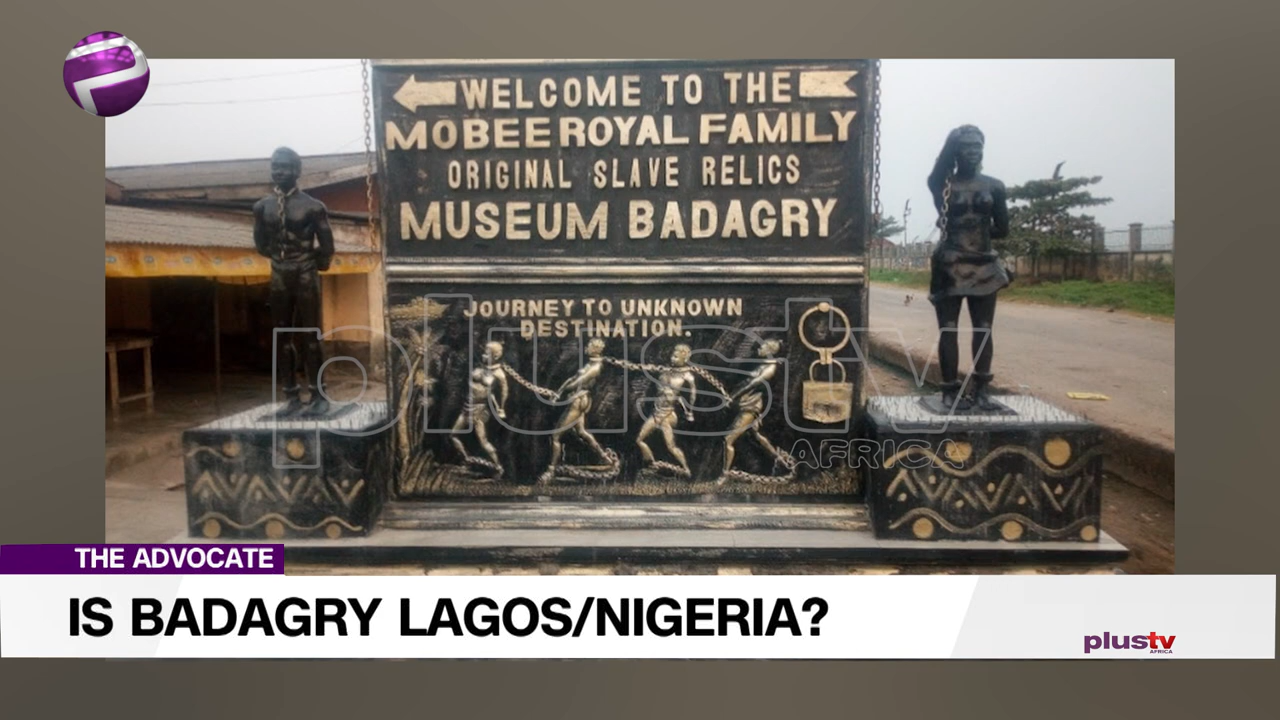 WELCOME TO THE
MOBEE ROYAL FAMILY
ORIGINAL SLAVE RELICS
MUSEUM BADAGRY
JOURNEY TO UNKNOWN
DESTINATION.
plustv
AFRICA
THE ADVOCATE
IS BADAGRY LAGOS/NIGERIA?
plustv
AFRICA